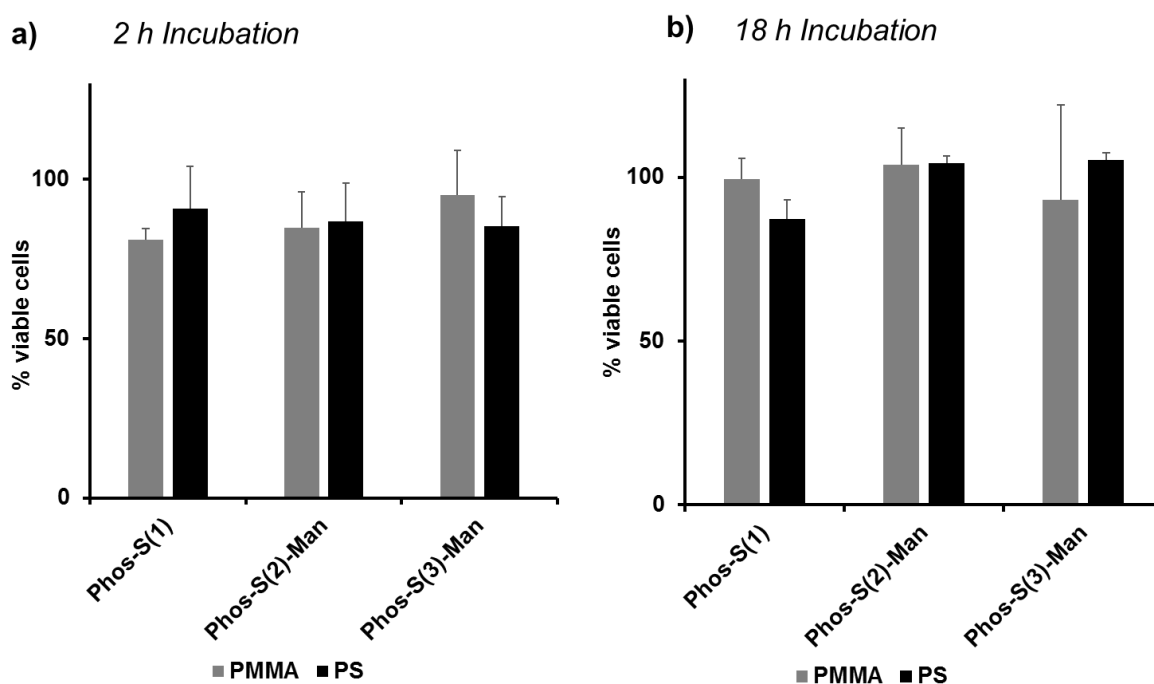 a) 2 h Incubation
% viable cells
100
50
0
Phos-S(1)
Phos-S(2)-Man
Phos-S(3)-Man
PMMA PS
b) 18 h Incubation
% viable cells
100
50
0
Phos-S(1)
Phos-S(2)-Man
Phos-S(3)-Man
PMMA PS